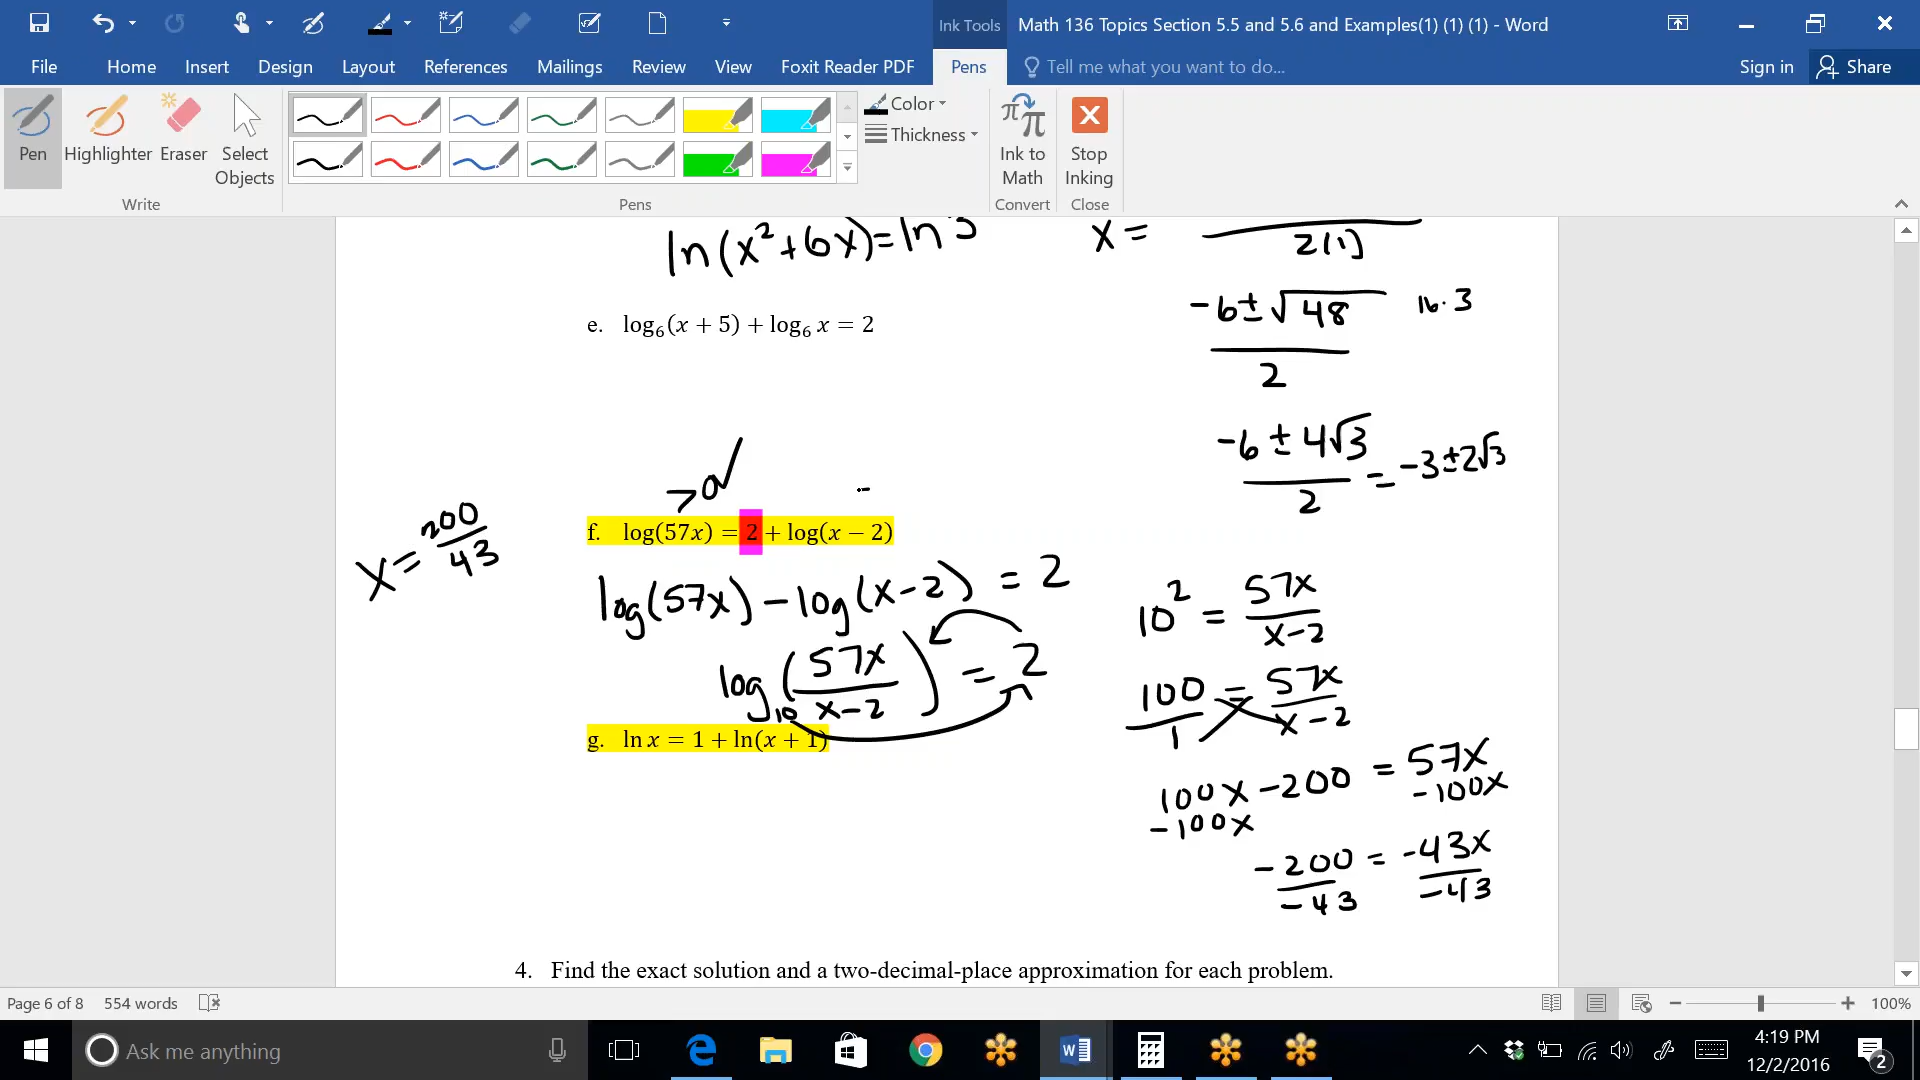 Ink Tools
Math 136 Topics Section 5.5 and 5.6 and Examples(1) (1) (1) - Word
File Home Insert Design Layout References Mailings Review View Foxit Reader PDF Pens Tell me what you want to do... Sign in Share
Pen Highlighter Eraser Select Objects
Color
Thickness
Ink to Math
Stop Inking
Write Pens Convert Close
ln(x²+6x)=ln3
x = 2(1)
e. log₆(x + 5) + log₆ x = 2
-6±√48 / 2
16·3
-6±4√3 / 2 = -3±2√3
>0✓
x = 200/43
f. log(57x) = 2 + log(x − 2)
log(57x) - log(x-2) = 2
log₁₀(57x / x-2) = 2
10² = 57x / x-2
100/1 = 57x / x-2
g. ln x = 1 + ln(x + 1)
100x - 200 = 57x
-100x -100x
-200 = -43x
-43 -43
4. Find the exact solution and a two-decimal-place approximation for each problem.
Page 6 of 8 554 words 100%
Ask me anything
4:19 PM
12/2/2016
2